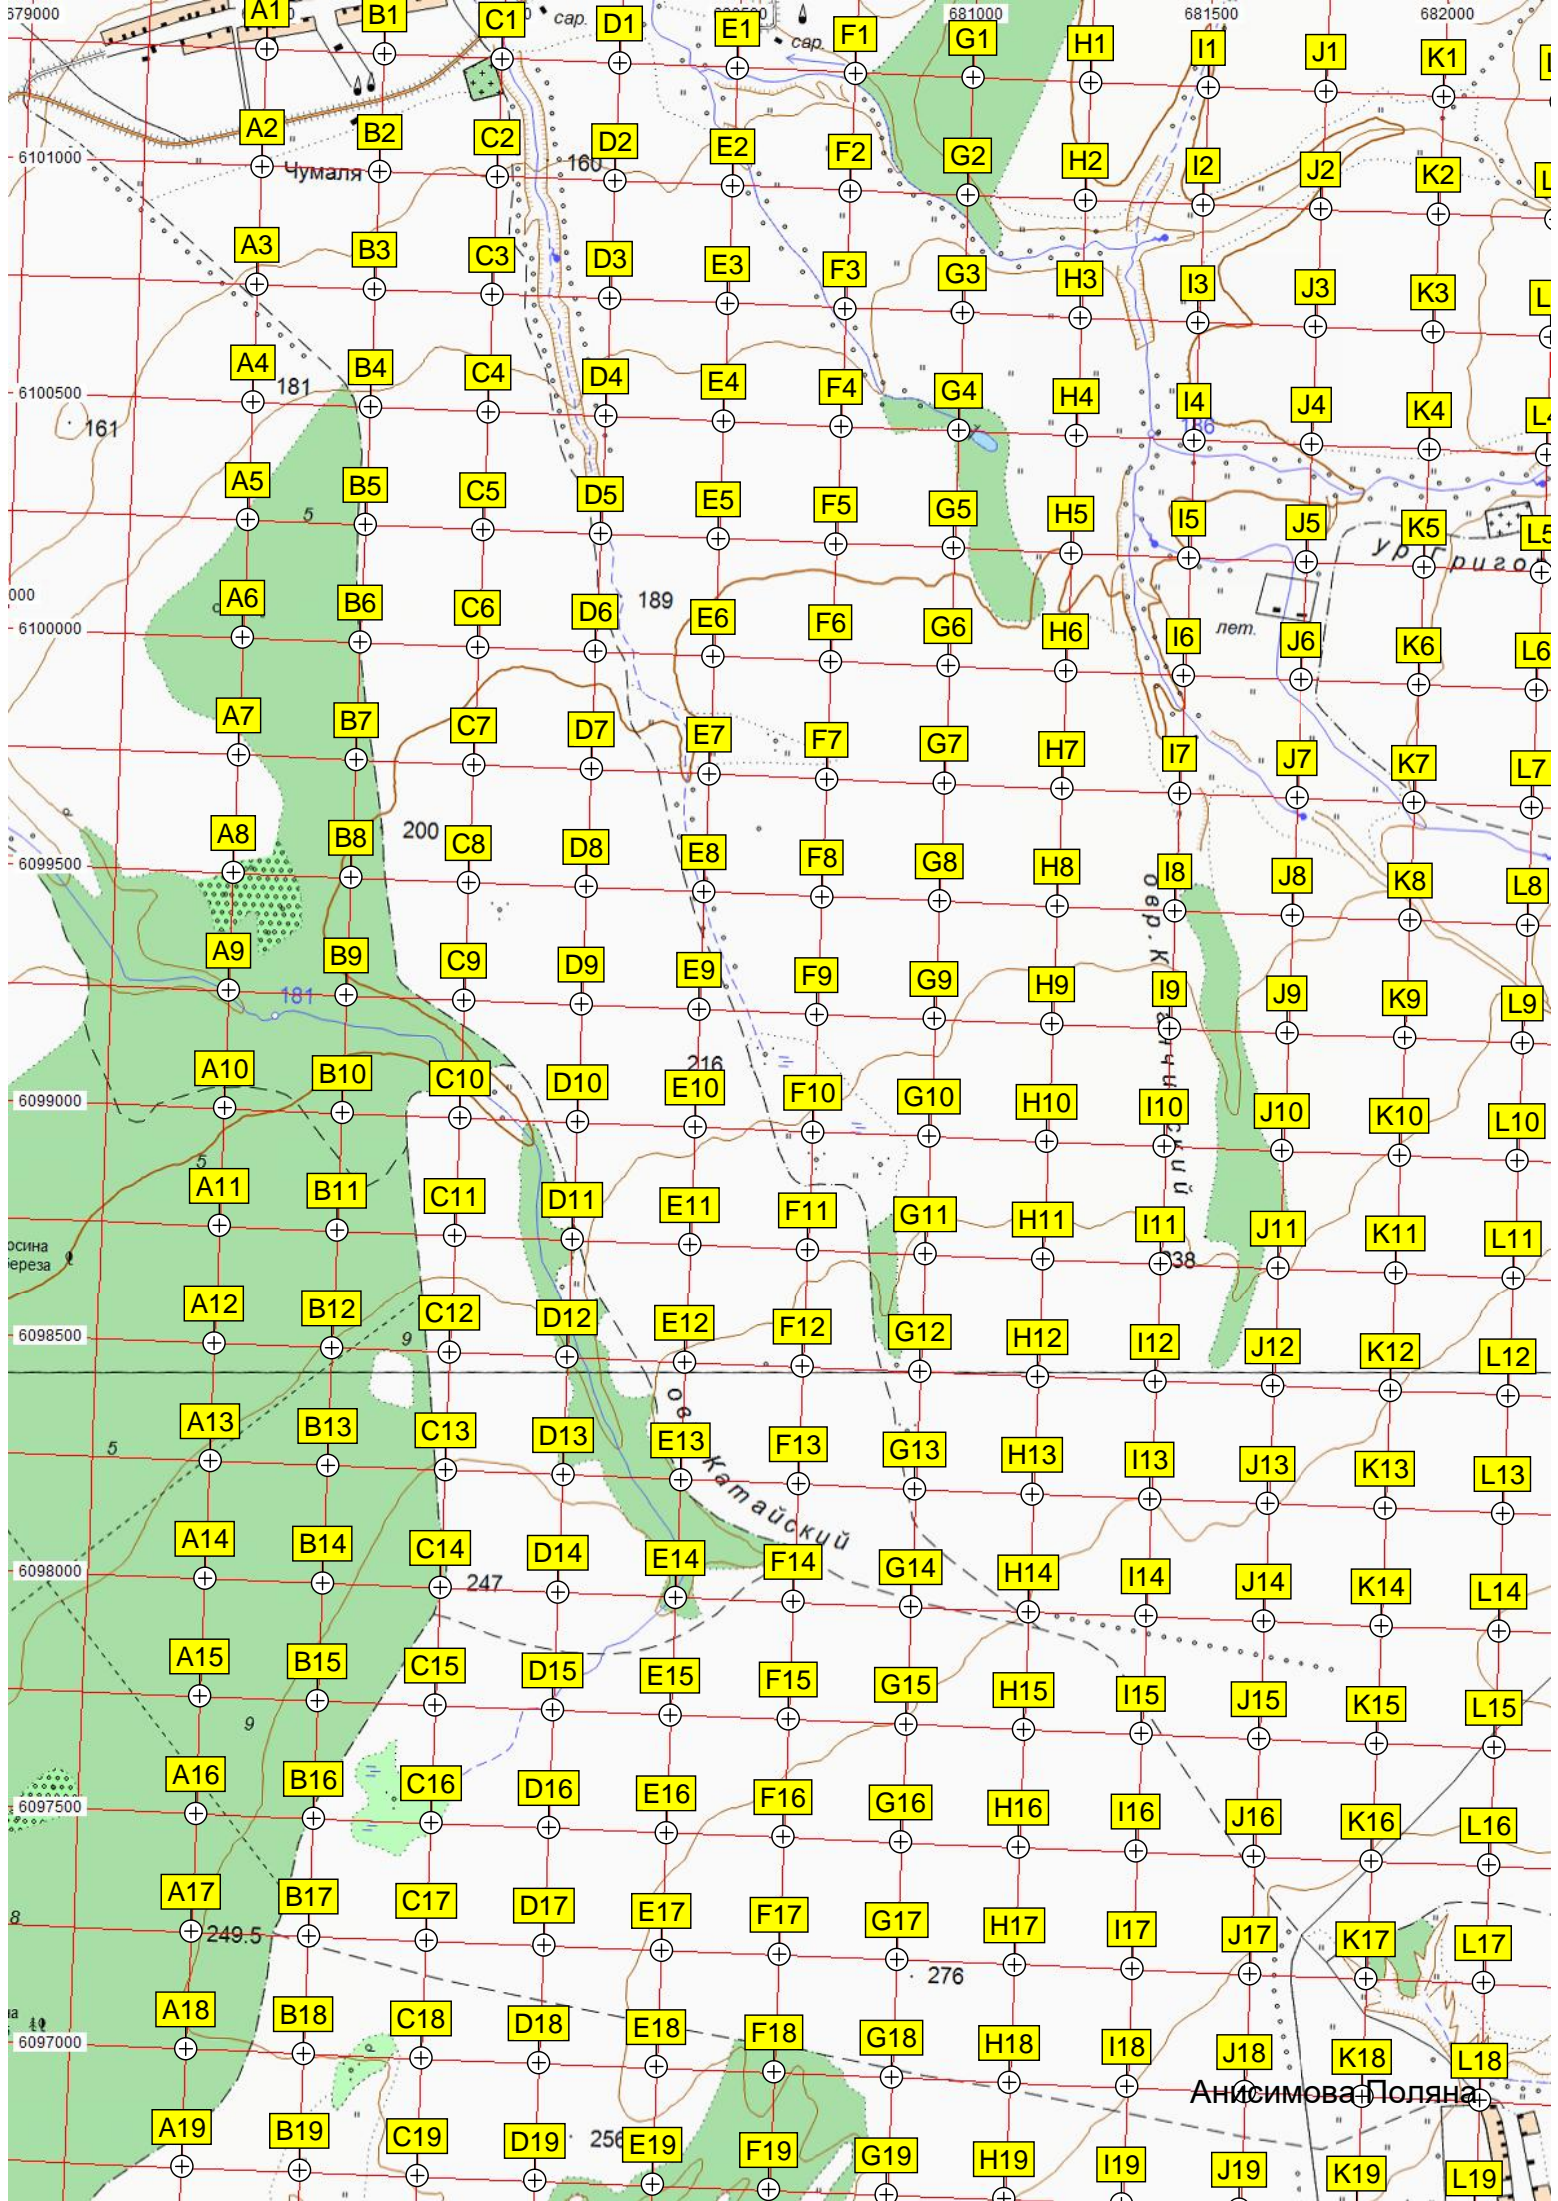 679000
681000
681500
682000
A1 B1 C1 D1 E1 F1 G1 H1 I1 J1 K1
сар.
сар.
A2 B2 C2 D2 E2 F2 G2 H2 I2 J2 K2
6101000
Чумаля
160
A3 B3 C3 D3 E3 F3 G3 H3 I3 J3 K3
A4 B4 C4 D4 E4 F4 G4 H4 I4 J4 K4 L4
6100500
181
161
186
A5 B5 C5 D5 E5 F5 G5 H5 I5 J5 K5 L5
5
ур. Григо
A6 B6 C6 D6 E6 F6 G6 H6 I6 J6 K6 L6
000
189
6100000
лет.
A7 B7 C7 D7 E7 F7 G7 H7 I7 J7 K7 L7
A8 B8 C8 D8 E8 F8 G8 H8 I8 J8 K8 L8
200
6099500
A9 B9 C9 D9 E9 F9 G9 H9 I9 J9 K9 L9
181
216
A10 B10 C10 D10 E10 F10 G10 H10 I10 J10 K10 L10
6099000
5
A11 B11 C11 D11 E11 F11 G11 H11 I11 J11 K11 L11
238
A12 B12 C12 D12 E12 F12 G12 H12 I12 J12 K12 L12
6098500
9
A13 B13 C13 D13 E13 F13 G13 H13 I13 J13 K13 L13
5
Катайский
A14 B14 C14 D14 E14 F14 G14 H14 I14 J14 K14 L14
6098000
247
A15 B15 C15 D15 E15 F15 G15 H15 I15 J15 K15 L15
9
A16 B16 C16 D16 E16 F16 G16 H16 I16 J16 K16 L16
6097500
A17 B17 C17 D17 E17 F17 G17 H17 I17 J17 K17 L17
8
249.5
276
A18 B18 C18 D18 E18 F18 G18 H18 I18 J18 K18 L18
6097000
Анисимова Поляна
A19 B19 C19 D19 E19 F19 G19 H19 I19 J19 K19 L19
256